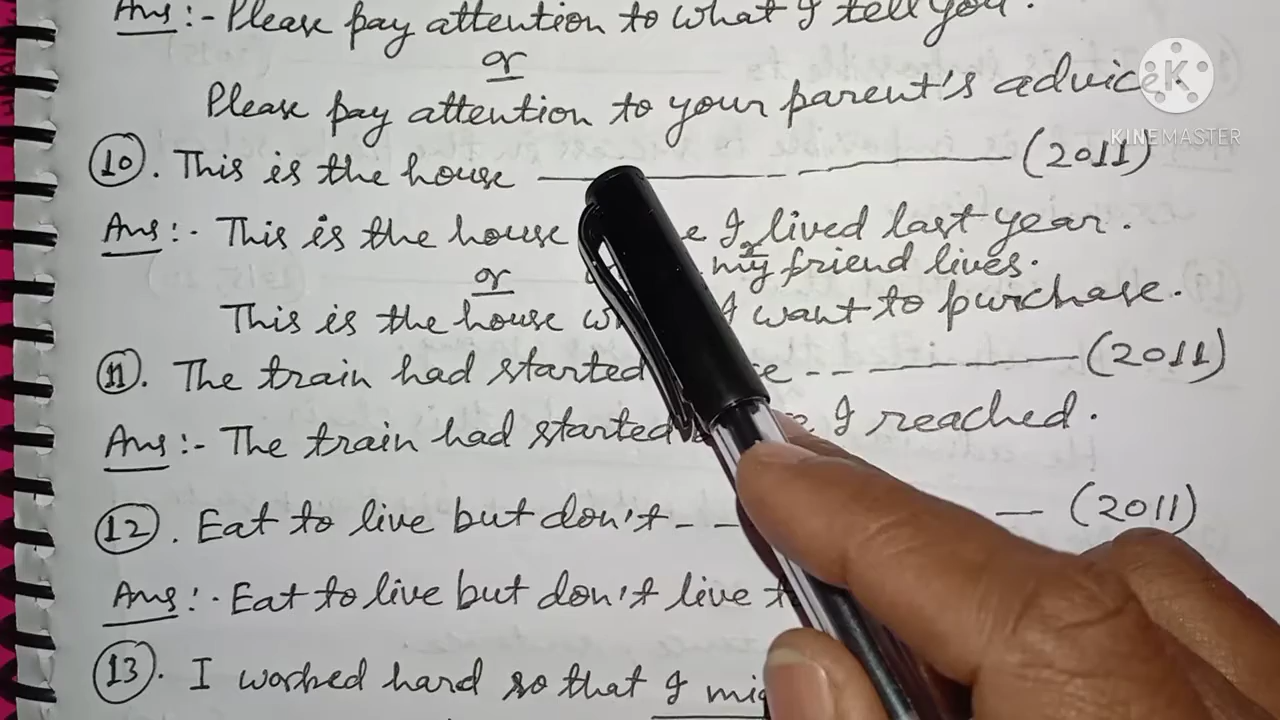 Ans :- Please pay attention to what I tell you.
or
Please pay attention to your parent's advice.
KINEMASTER
10. This is the house ---------- (2011)
Ans :- This is the house I lived last year.
or
my friend lives.
or
This is the house I want to purchase.
11. The train had started ---------- (2011)
Ans :- The train had started I reached.
12. Eat to live but don't ---------- (2011)
Ans :- Eat to live but don't live
13. I worked hard so that I